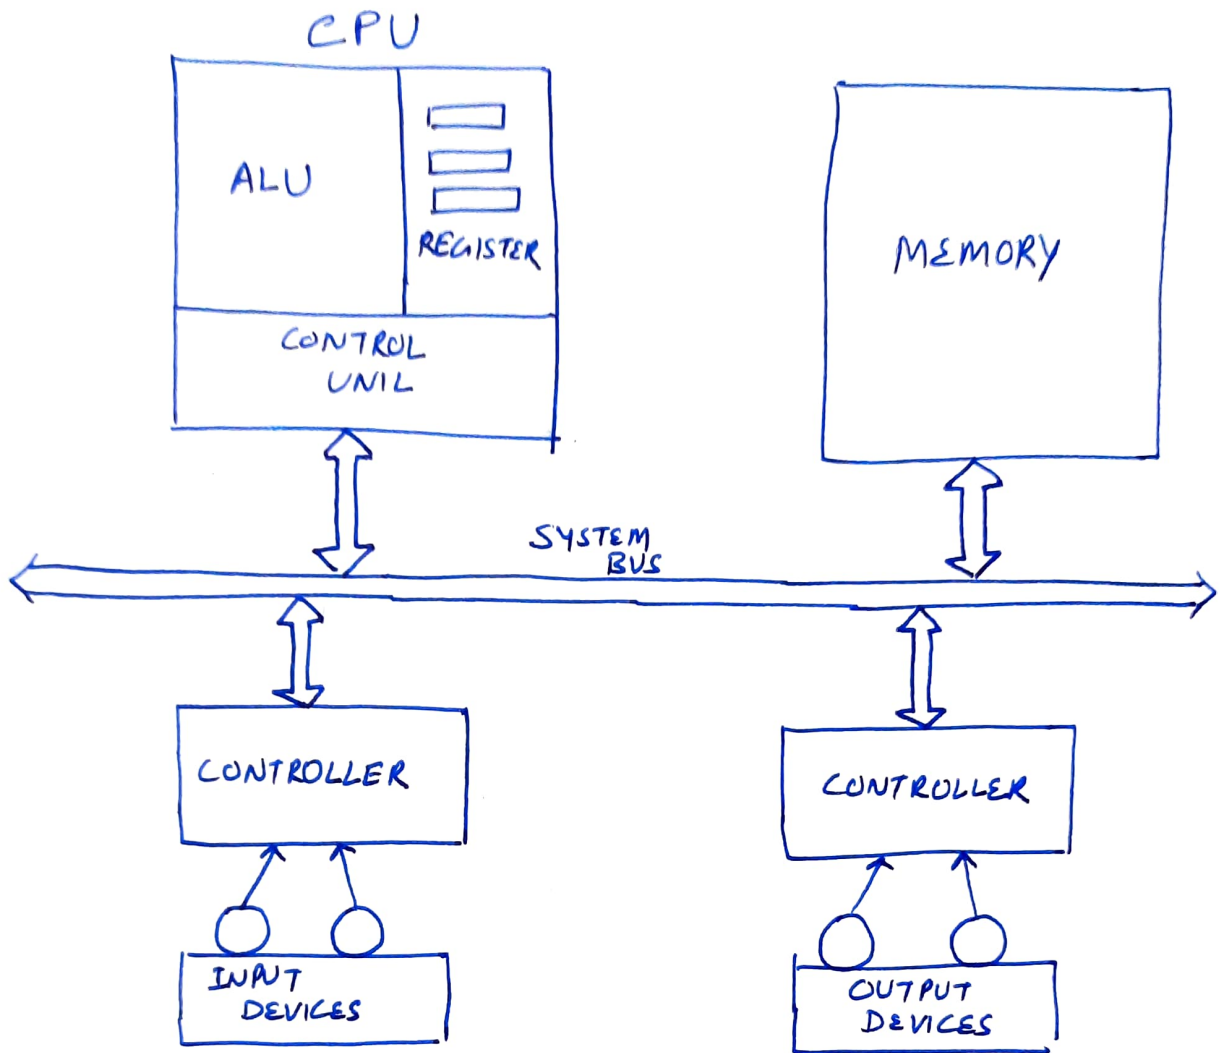 CPU
ALU
REGISTER
CONTROL
UNIL
MEMORY
SYSTEM
BUS
CONTROLLER
CONTROLLER
INPUT
DEVICES
OUTPUT
DEVICES